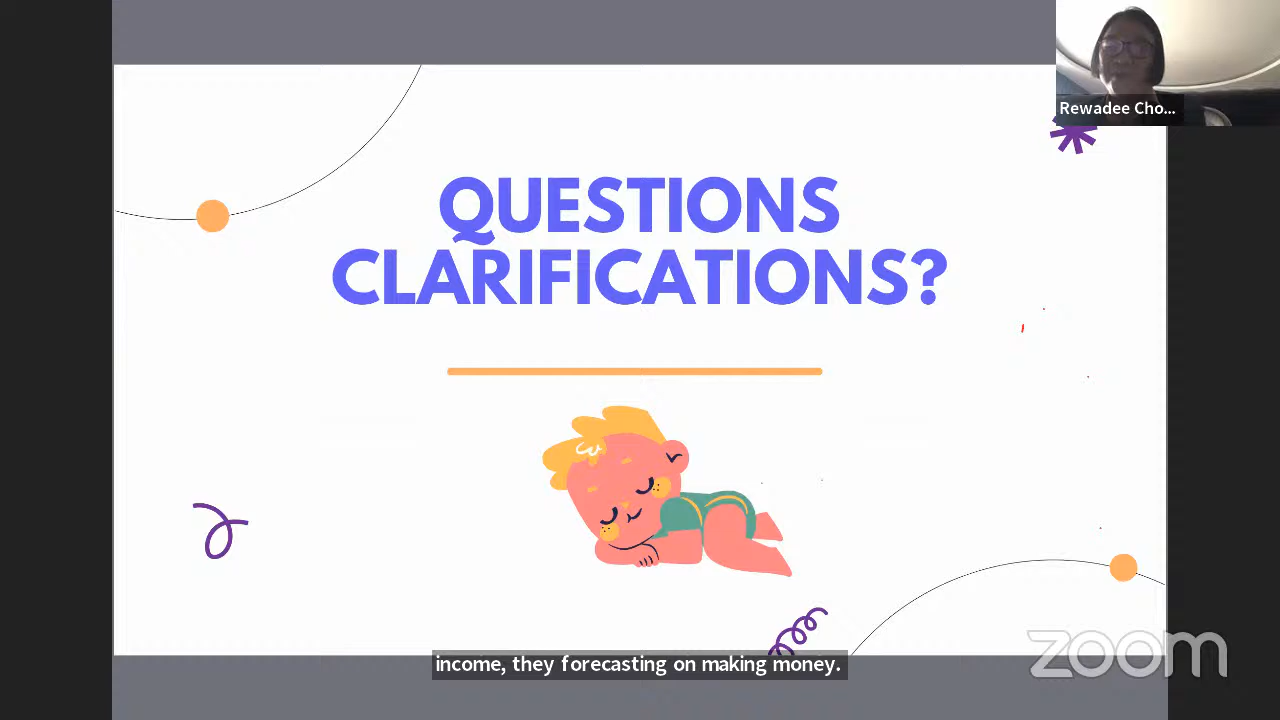 Rewadee Cho...
QUESTIONS
CLARIFICATIONS?
income, they forecasting on making money.
zoom